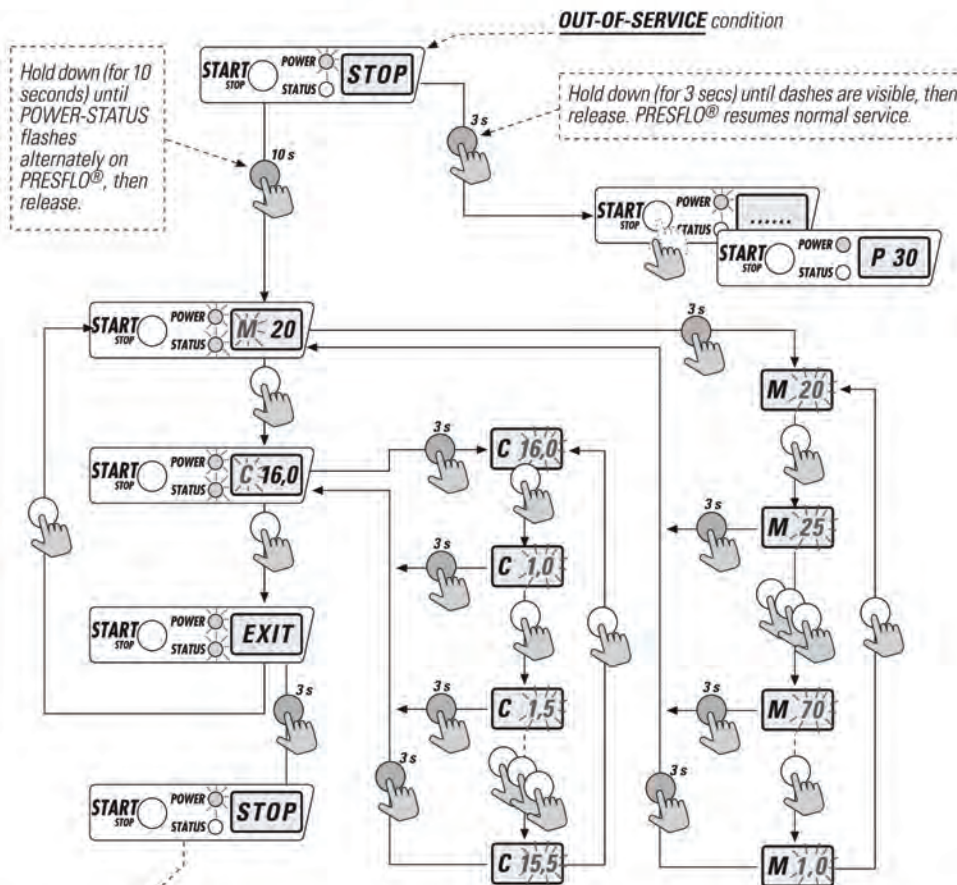 OUT-OF-SERVICE condition
START
STOP
POWER
STATUS
STOP
Hold down (for 10
seconds) until
POWER-STATUS
flashes
alternately on
PRESFLO®, then
release.
Hold down (for 3 secs) until dashes are visible, then
release. PRESFLO® resumes normal service.
10 s
3 s
START
STOP
POWER
STATUS
......
START
STOP
POWER
STATUS
P 30
START
STOP
POWER
STATUS
M 20
3 s
M 20
START
STOP
POWER
STATUS
C 16,0
3 s
C 16,0
3 s
M 25
3 s
C 1,0
START
STOP
POWER
STATUS
EXIT
3 s
3 s
C 1,5
3 s
M 70
START
STOP
POWER
STATUS
STOP
3 s
C 15,5
3 s
M 1,0